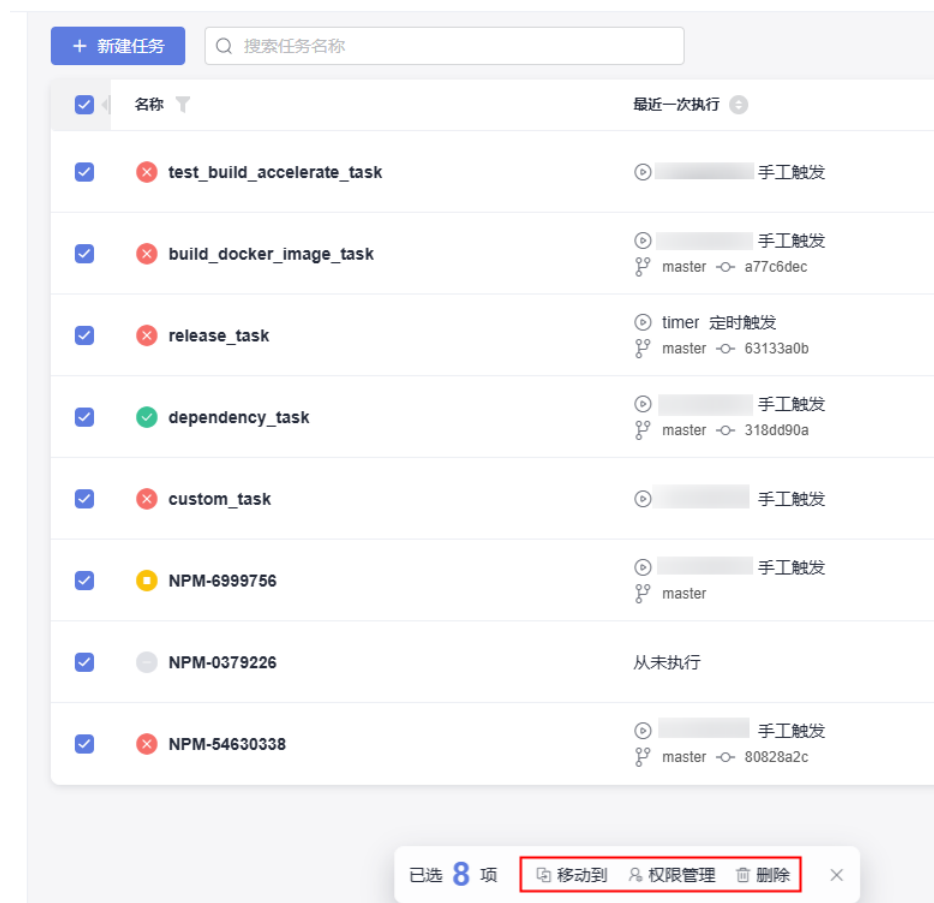 新建任务
搜索任务名称
名称 最近一次执行
test_build_accelerate_task 手工触发
build_docker_image_task 手工触发
master a77c6dec
release_task timer 定时触发
master 63133a0b
dependency_task 手工触发
master 318dd90a
custom_task 手工触发
NPM-6999756 手工触发
master
NPM-0379226 从未执行
NPM-54630338 手工触发
master 80828a2c
已选 8 项 移动到 权限管理 删除